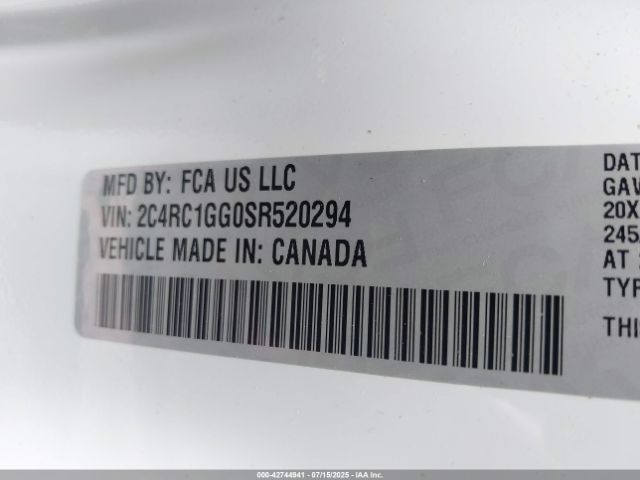 MFD BY: FCA US LLC
VIN: 2C4RC1GG0SR520294
VEHICLE MADE IN: CANADA
DAT
GAV
20X
245
AT
TYP
THI
000-42744941 - 07/15/2025 - IAA Inc.